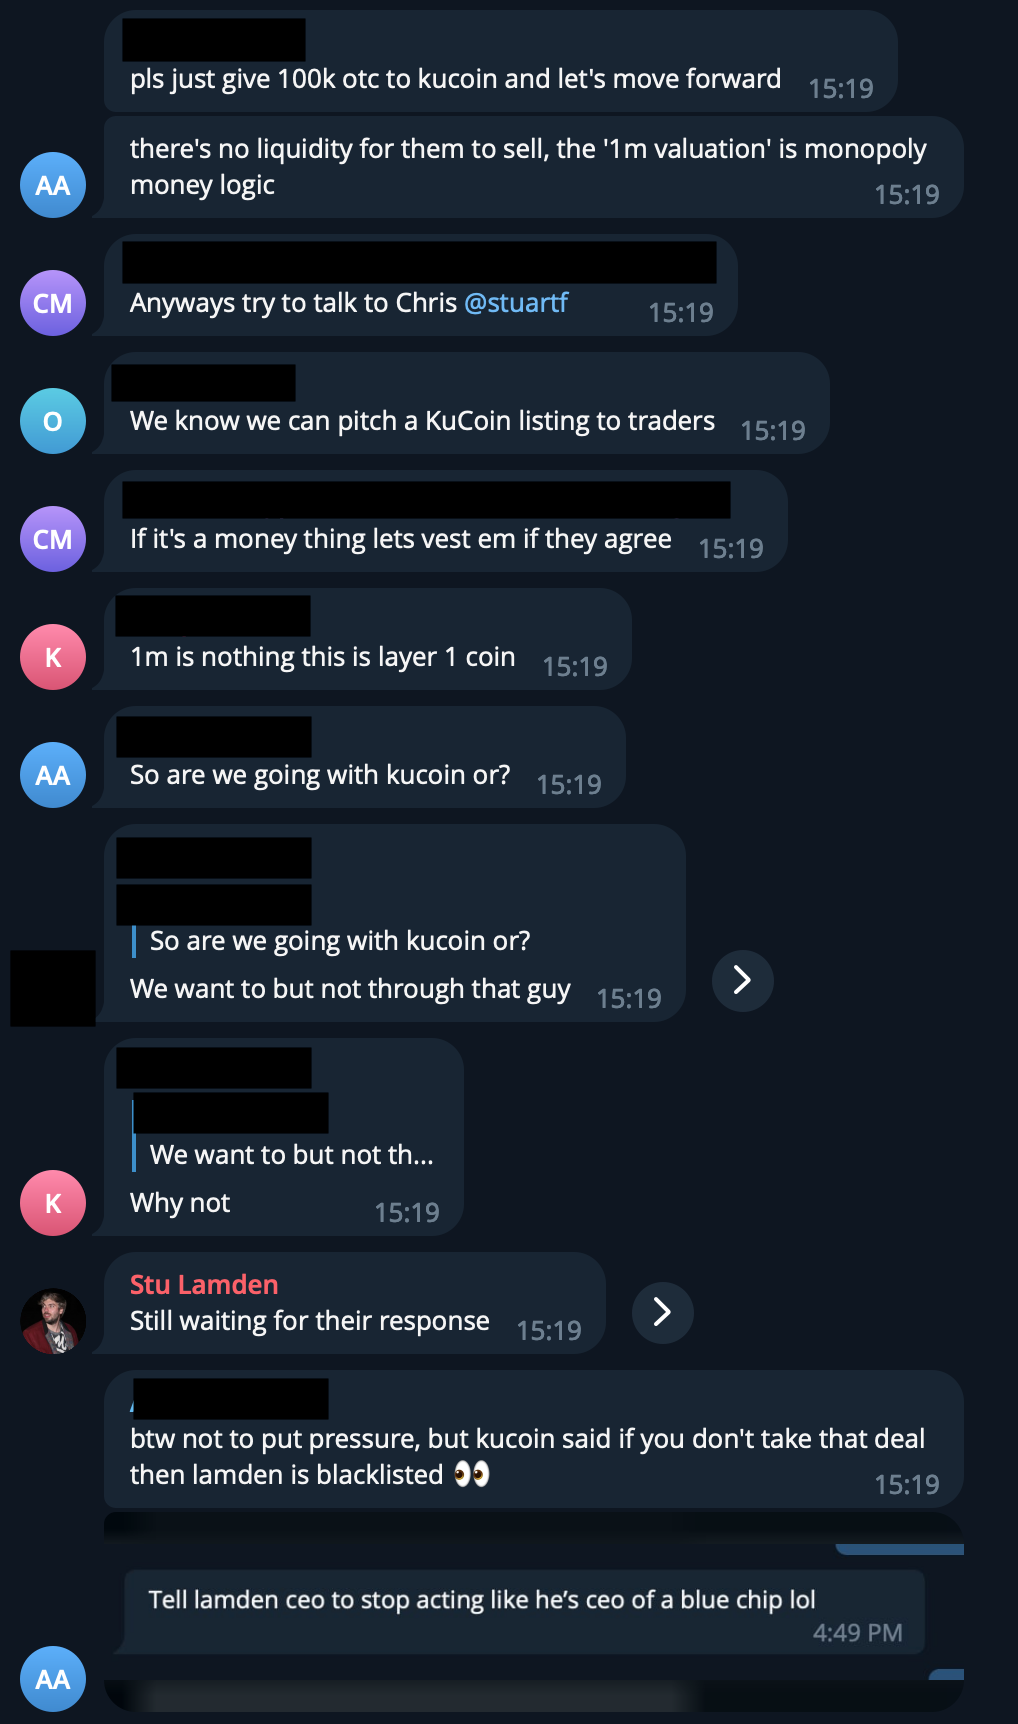 pls just give 100k otc to kucoin and let's move forward
15:19
there's no liquidity for them to sell, the '1m valuation' is monopoly
money logic
15:19
AA
Anyways try to talk to Chris @stuartf
15:19
CM
We know we can pitch a KuCoin listing to traders
15:19
O
If it's a money thing lets vest em if they agree
15:19
CM
1m is nothing this is layer 1 coin
15:19
K
So are we going with kucoin or?
15:19
AA
So are we going with kucoin or?
We want to but not through that guy
15:19
We want to but not th...
Why not
15:19
K
Stu Lamden
Still waiting for their response
15:19
btw not to put pressure, but kucoin said if you don't take that deal
then lamden is blacklisted 👀
15:19
Tell lamden ceo to stop acting like he’s ceo of a blue chip lol
4:49 PM
AA